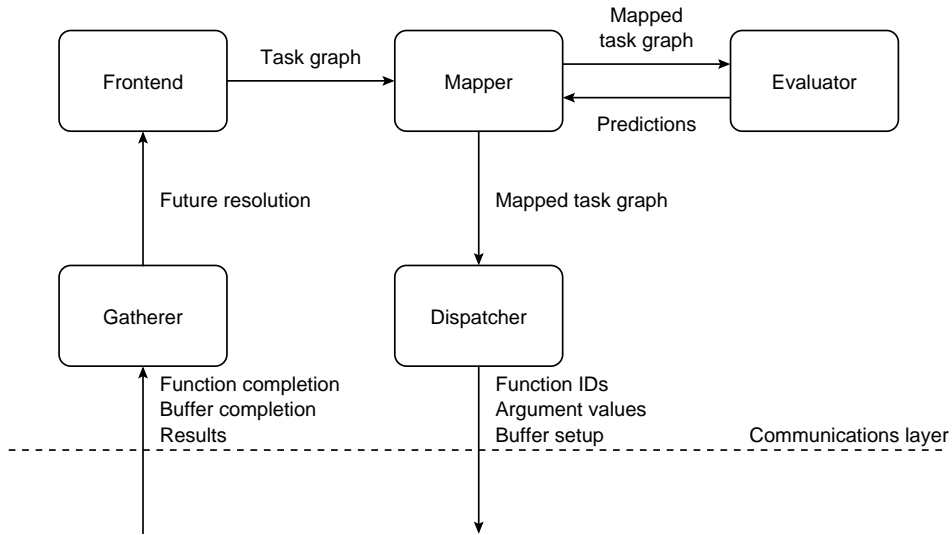 Mapped
task graph
Task graph
Frontend
Mapper
Evaluator
Predictions
Future resolution
Mapped task graph
Gatherer
Dispatcher
Function completion
Buffer completion
Results
Function IDs
Argument values
Buffer setup
Communications layer